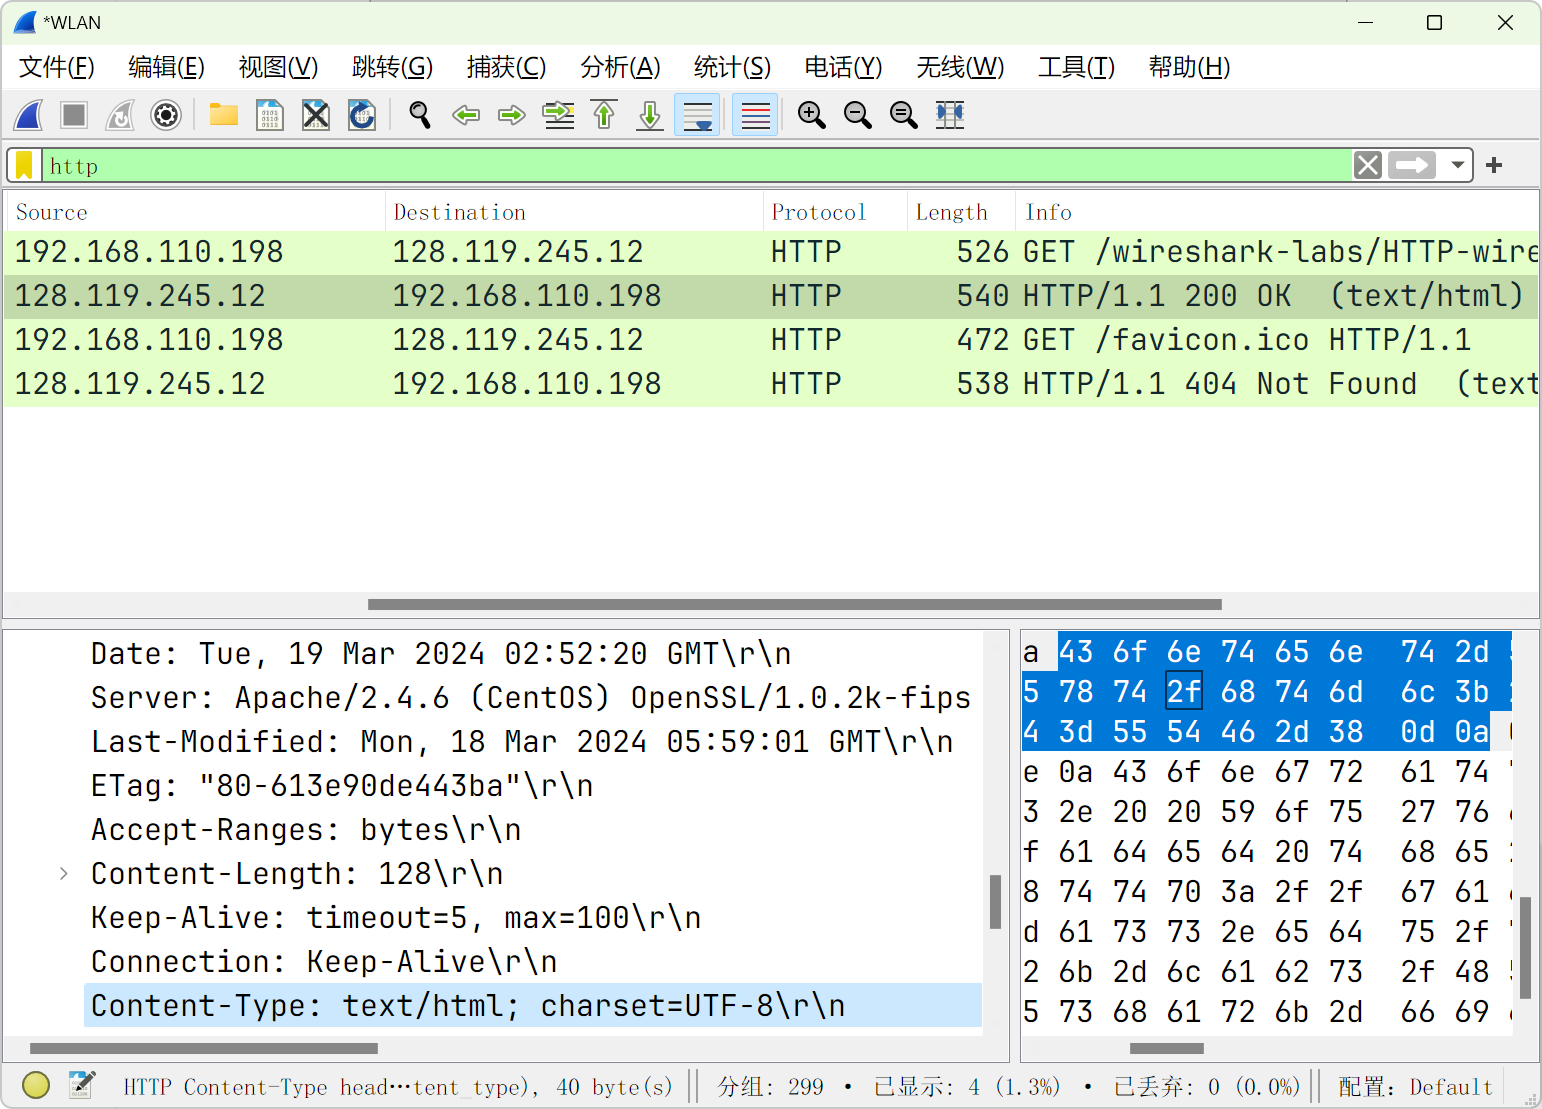 *WLAN
文件(F) 编辑(E) 视图(V) 跳转(G) 捕获(C) 分析(A) 统计(S) 电话(Y) 无线(W) 工具(T) 帮助(H)
http
Source Destination Protocol Length Info
192.168.110.198 128.119.245.12 HTTP 526 GET /wireshark-labs/HTTP-wire
128.119.245.12 192.168.110.198 HTTP 540 HTTP/1.1 200 OK (text/html)
192.168.110.198 128.119.245.12 HTTP 472 GET /favicon.ico HTTP/1.1
128.119.245.12 192.168.110.198 HTTP 538 HTTP/1.1 404 Not Found (text
Date: Tue, 19 Mar 2024 02:52:20 GMT\r\n
Server: Apache/2.4.6 (CentOS) OpenSSL/1.0.2k-fips
Last-Modified: Mon, 18 Mar 2024 05:59:01 GMT\r\n
ETag: "80-613e90de443ba"\r\n
Accept-Ranges: bytes\r\n
Content-Length: 128\r\n
Keep-Alive: timeout=5, max=100\r\n
Connection: Keep-Alive\r\n
Content-Type: text/html; charset=UTF-8\r\n
a 43 6f 6e 74 65 6e 74 2d
5 78 74 2f 68 74 6d 6c 3b
4 3d 55 54 46 2d 38 0d 0a
e 0a 43 6f 6e 67 72 61 74
3 2e 20 20 59 6f 75 27 76
f 61 64 65 64 20 74 68 65
8 74 74 70 3a 2f 2f 67 61
d 61 73 73 2e 65 64 75 2f
2 6b 2d 6c 61 62 73 2f 48
5 73 68 61 72 6b 2d 66 69
HTTP Content-Type head…tent_type), 40 byte(s) 分组: 299 · 已显示: 4 (1.3%) · 已丢弃: 0 (0.0%) 配置: Default